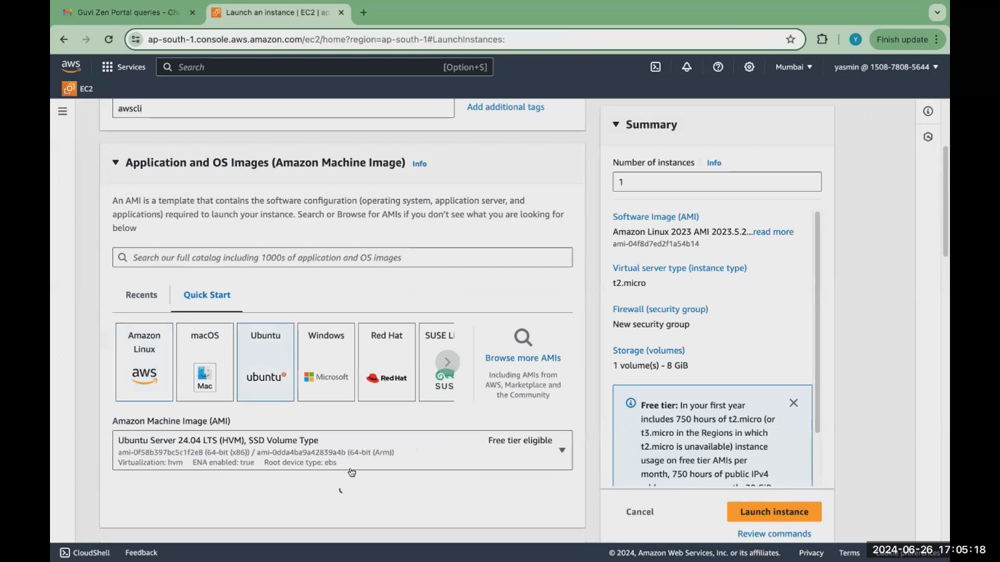 Guvi Zen Portal queries - Ch
Launch an instance | EC2 | ap
ap-south-1.console.aws.amazon.com/ec2/home?region=ap-south-1#LaunchInstances:
Y
Finish update
aws
Services
Search
[Option+S]
Mumbai
yasmin @ 1508-7808-5644
EC2
awscli
Add additional tags
Application and OS Images (Amazon Machine Image) Info
An AMI is a template that contains the software configuration (operating system, application server, and
applications) required to launch your instance. Search or Browse for AMIs if you don't see what you are looking for
below
Search our full catalog including 1000s of application and OS images
Recents
Quick Start
Amazon
Linux
aws
macOS
Mac
Ubuntu
ubuntu
Windows
Microsoft
Red Hat
Red Hat
SUSE Li
SUS
Browse more AMIs
Including AMIs from
AWS, Marketplace and
the Community
Amazon Machine Image (AMI)
Ubuntu Server 24.04 LTS (HVM), SSD Volume Type
Free tier eligible
ami-0f58b397bc5c1f2e8 (64-bit (x86)) / ami-0dda4ba9a42839a4b (64-bit (Arm))
Virtualization: hvm ENA enabled: true Root device type: ebs
Summary
Number of instances Info
1
Software Image (AMI)
Amazon Linux 2023 AMI 2023.5.2...read more
ami-04f8d7ed2f1a54b14
Virtual server type (instance type)
t2.micro
Firewall (security group)
New security group
Storage (volumes)
1 volume(s) - 8 GiB
Free tier: In your first year
includes 750 hours of t2.micro (or
t3.micro in the Regions in which
t2.micro is unavailable) instance
usage on free tier AMIs per
month, 750 hours of public IPv4
Cancel
Launch instance
Review commands
CloudShell
Feedback
© 2024, Amazon Web Services, Inc. or its affiliates.
Privacy
Terms
2024-06-26 17:05:18